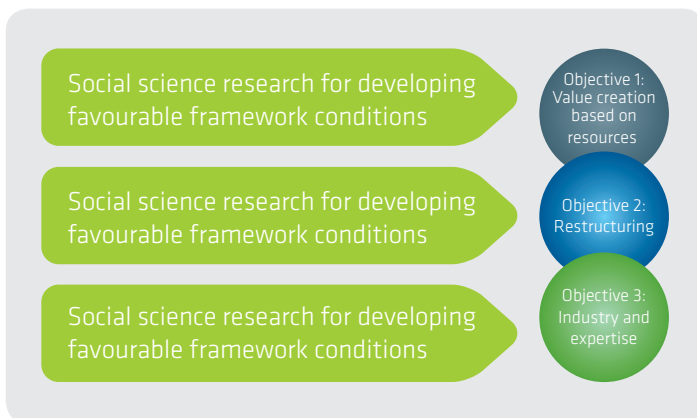 Social science research for developing
favourable framework conditions
Objective 1:
Value creation
based on
resources
Social science research for developing
favourable framework conditions
Objective 2:
Restructuring
Social science research for developing
favourable framework conditions
Objective 3:
Industry and
expertise